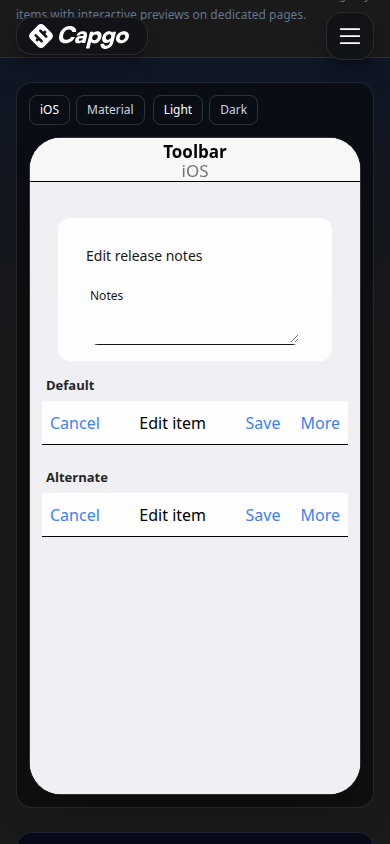 items with interactive previews on dedicated pages.
Capgo
iOS
Material
Light
Dark
Toolbar
iOS
Edit release notes
Notes
Default
Cancel
Edit item
Save
More
Alternate
Cancel
Edit item
Save
More